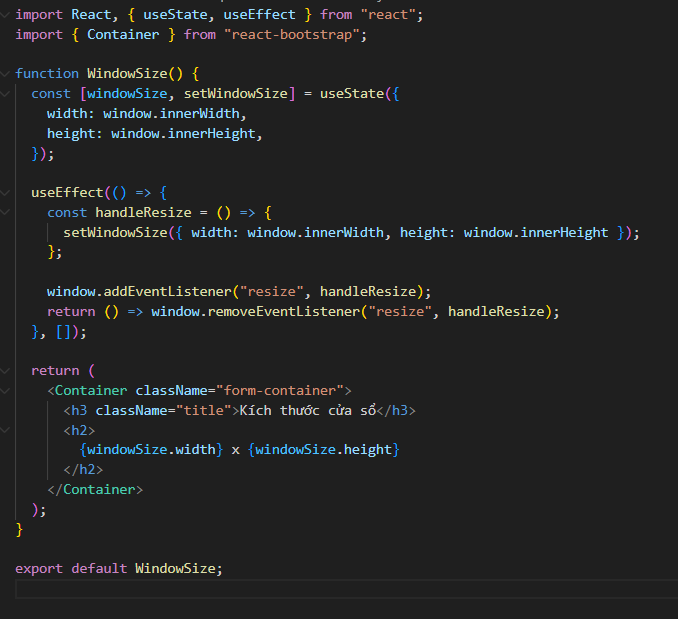 import React, { useState, useEffect } from "react";
import { Container } from "react-bootstrap";

function WindowSize() {
  const [windowSize, setWindowSize] = useState({
    width: window.innerWidth,
    height: window.innerHeight,
  });

  useEffect(() => {
    const handleResize = () => {
      setWindowSize({ width: window.innerWidth, height: window.innerHeight });
    };

    window.addEventListener("resize", handleResize);
    return () => window.removeEventListener("resize", handleResize);
  }, []);

  return (
    <Container className="form-container">
      <h3 className="title">Kích thước cửa sổ</h3>
      <h2>
        {windowSize.width} x {windowSize.height}
      </h2>
    </Container>
  );
}

export default WindowSize;